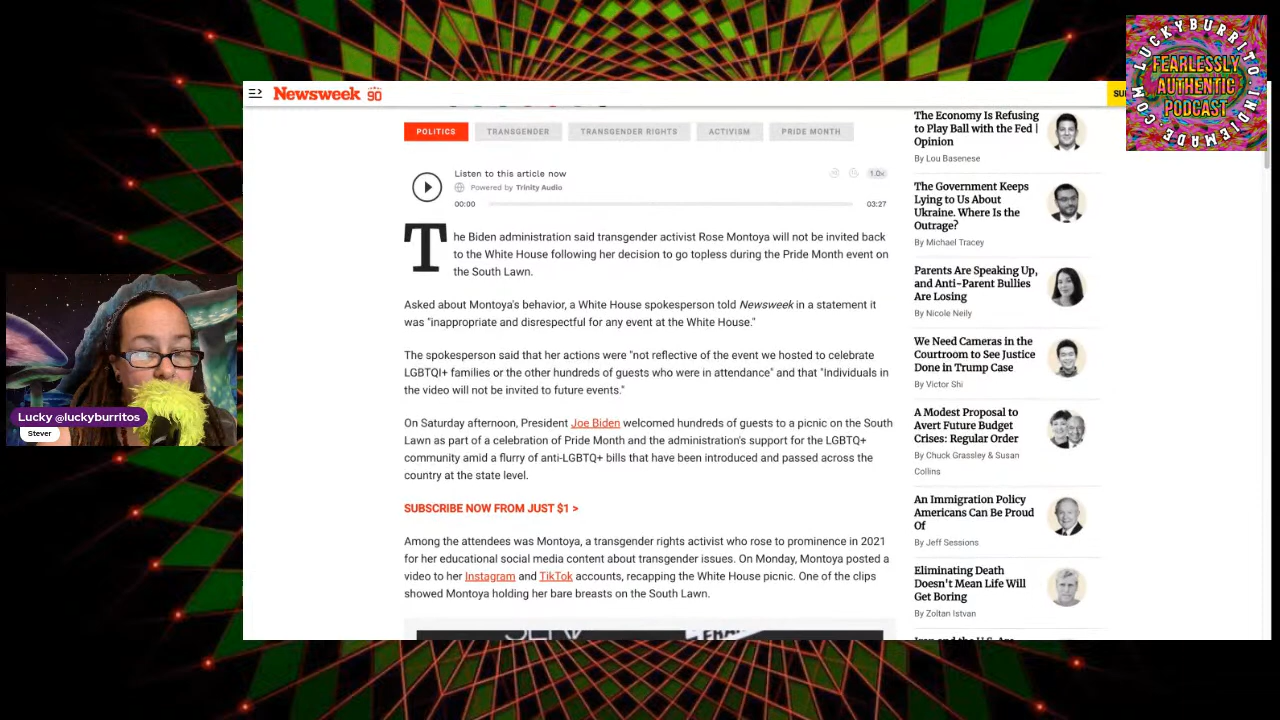 Newsweek 90
SU
LUCKYBURRITO.INDIEMADE.COM
FEARLESSLY
AUTHENTIC
PODCAST
POLITICS
TRANSGENDER
TRANSGENDER RIGHTS
ACTIVISM
PRIDE MONTH
Listen to this article now
1.0x
Powered by Trinity Audio
00:00
03:27
The Biden administration said transgender activist Rose Montoya will not be invited back
to the White House following her decision to go topless during the Pride Month event on
the South Lawn.
Asked about Montoya's behavior, a White House spokesperson told Newsweek in a statement it
was "inappropriate and disrespectful for any event at the White House."
The spokesperson said that her actions were "not reflective of the event we hosted to celebrate
LGBTQI+ families or the other hundreds of guests who were in attendance" and that "Individuals in
the video will not be invited to future events."
On Saturday afternoon, President Joe Biden welcomed hundreds of guests to a picnic on the South
Lawn as part of a celebration of Pride Month and the administration's support for the LGBTQ+
community amid a flurry of anti-LGBTQ+ bills that have been introduced and passed across the
country at the state level.
SUBSCRIBE NOW FROM JUST $1 >
Among the attendees was Montoya, a transgender rights activist who rose to prominence in 2021
for her educational social media content about transgender issues. On Monday, Montoya posted a
video to her Instagram and TikTok accounts, recapping the White House picnic. One of the clips
showed Montoya holding her bare breasts on the South Lawn.
The Economy Is Refusing
to Play Ball with the Fed |
Opinion
By Lou Basenese
The Government Keeps
Lying to Us About
Ukraine. Where Is the
Outrage?
By Michael Tracey
Parents Are Speaking Up,
and Anti-Parent Bullies
Are Losing
By Nicole Neily
We Need Cameras in the
Courtroom to See Justice
Done in Trump Case
By Victor Shi
A Modest Proposal to
Avert Future Budget
Crises: Regular Order
By Chuck Grassley & Susan
Collins
An Immigration Policy
Americans Can Be Proud
Of
By Jeff Sessions
Eliminating Death
Doesn't Mean Life Will
Get Boring
By Zoltan Istvan
Lucky @luckyburritos
Stever